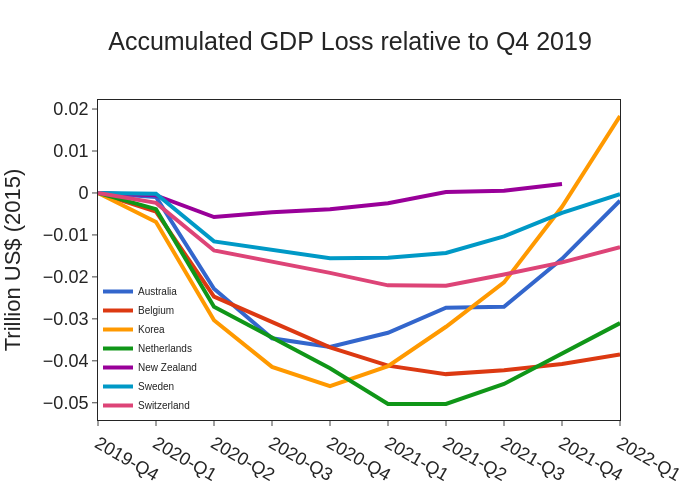 Accumulated GDP Loss relative to Q4 2019
Trillion US$ (2015)
0.02
0.01
0
−0.01
−0.02
−0.03
−0.04
−0.05
Australia
Belgium
Korea
Netherlands
New Zealand
Sweden
Switzerland
2019-Q4
2020-Q1
2020-Q2
2020-Q3
2020-Q4
2021-Q1
2021-Q2
2021-Q3
2021-Q4
2022-Q1